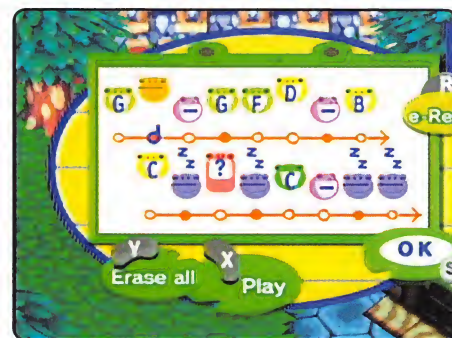 G – G F D – B
R
e-Re
C z z ? z z C – z z z z
OK
S
Y
Erase all
X
Play